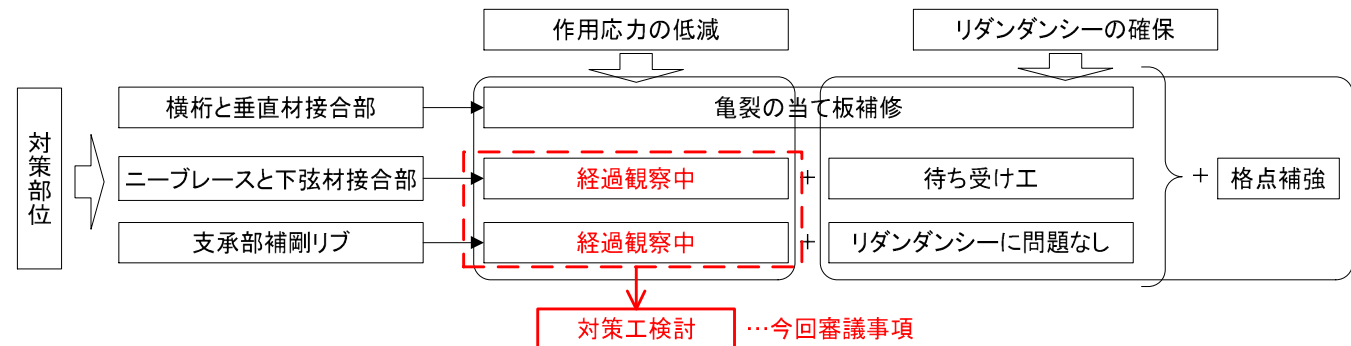 作用応力の低減
リダンダンシーの確保
対策部位
横桁と垂直材接合部
亀裂の当て板補修
ニーブレースと下弦材接合部
経過観察中
+
待ち受け工
+
格点補強
支承部補剛リブ
経過観察中
+
リダンダンシーに問題なし
対策工検討
…今回審議事項